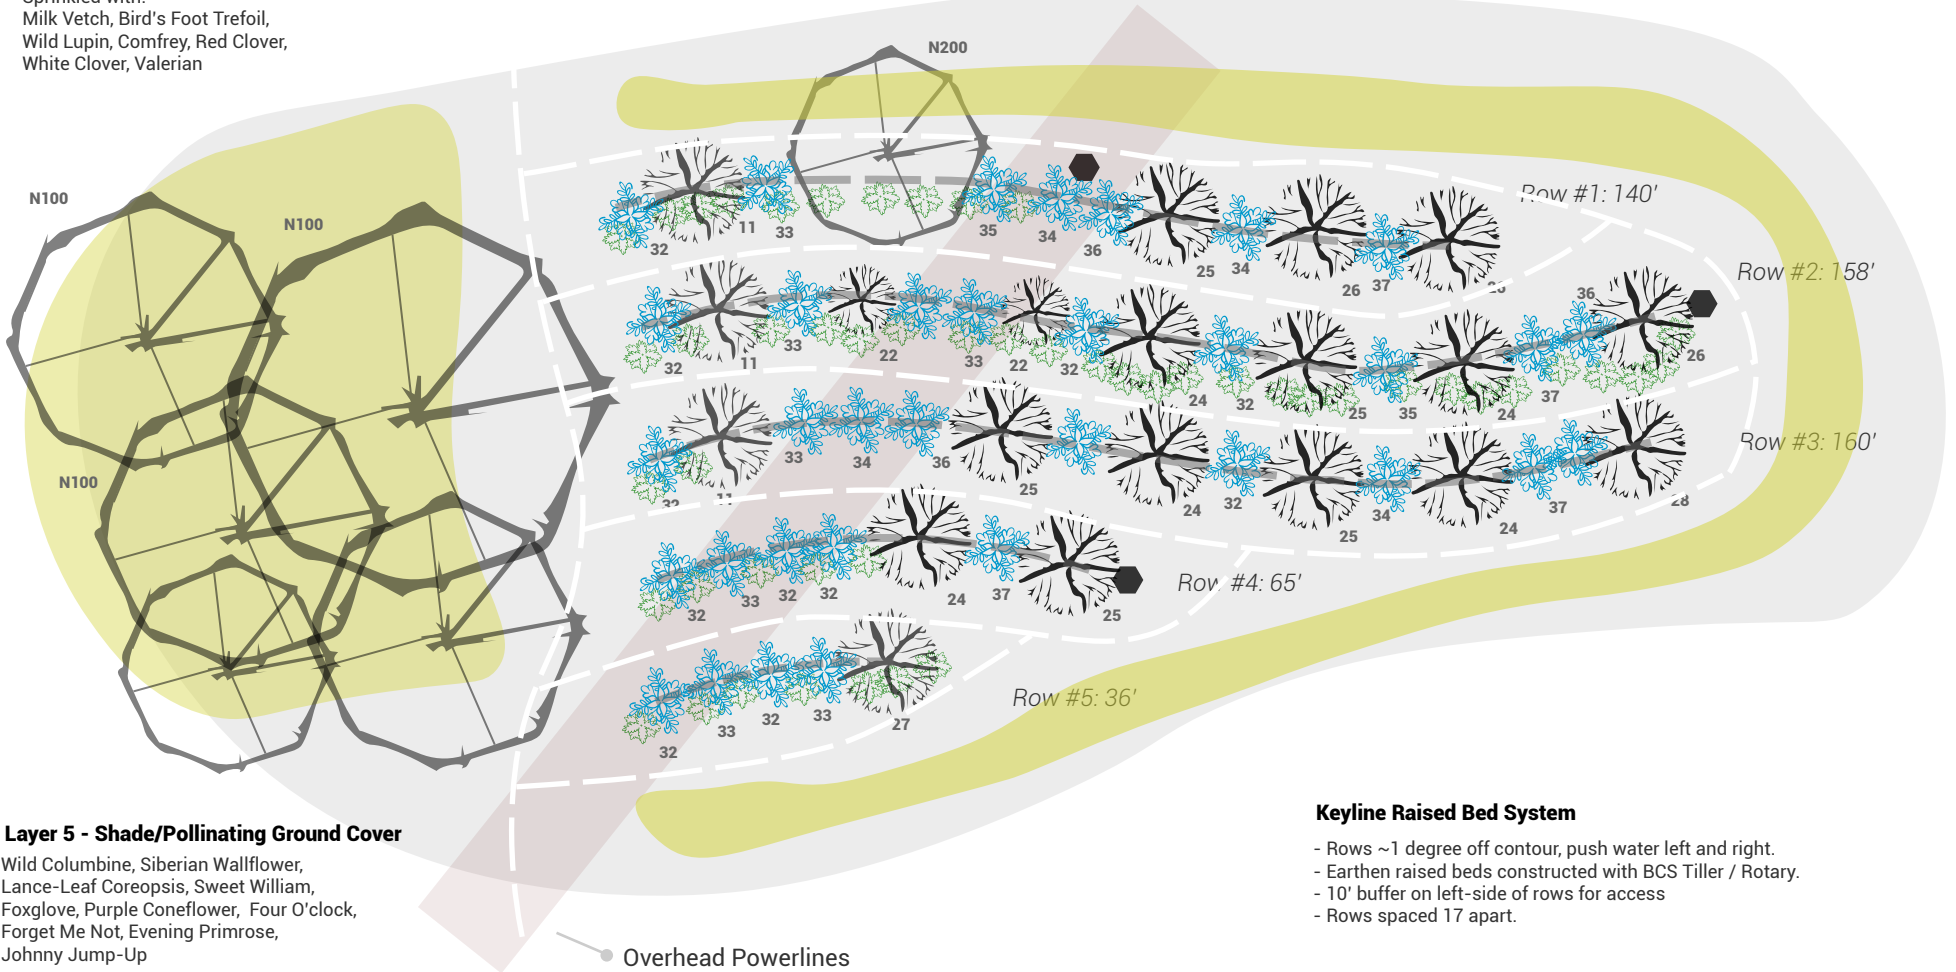 Milk Vetch, Bird's Foot Trefoil,
Wild Lupin, Comfrey, Red Clover,
White Clover, Valerian
N200
N100
N100
N100
Row #1: 140'
32
11
33
35
34
36
25
34
26
37
26
Row #2: 158'
32
11
33
22
33
22
32
24
32
25
35
24
37
36
26
Row #3: 160'
32
11
33
34
36
25
24
32
25
34
24
37
28
Row #4: 65'
32
33
32
32
24
37
25
Row #5: 36'
32
33
32
33
27
Layer 5 - Shade/Pollinating Ground Cover
Wild Columbine, Siberian Wallflower,
Lance-Leaf Coreopsis, Sweet William,
Foxglove, Purple Coneflower, Four O'clock,
Forget Me Not, Evening Primrose,
Johnny Jump-Up
Overhead Powerlines
Keyline Raised Bed System
- Rows ~1 degree off contour, push water left and right.
- Earthen raised beds constructed with BCS Tiller / Rotary.
- 10' buffer on left-side of rows for access
- Rows spaced 17 apart.